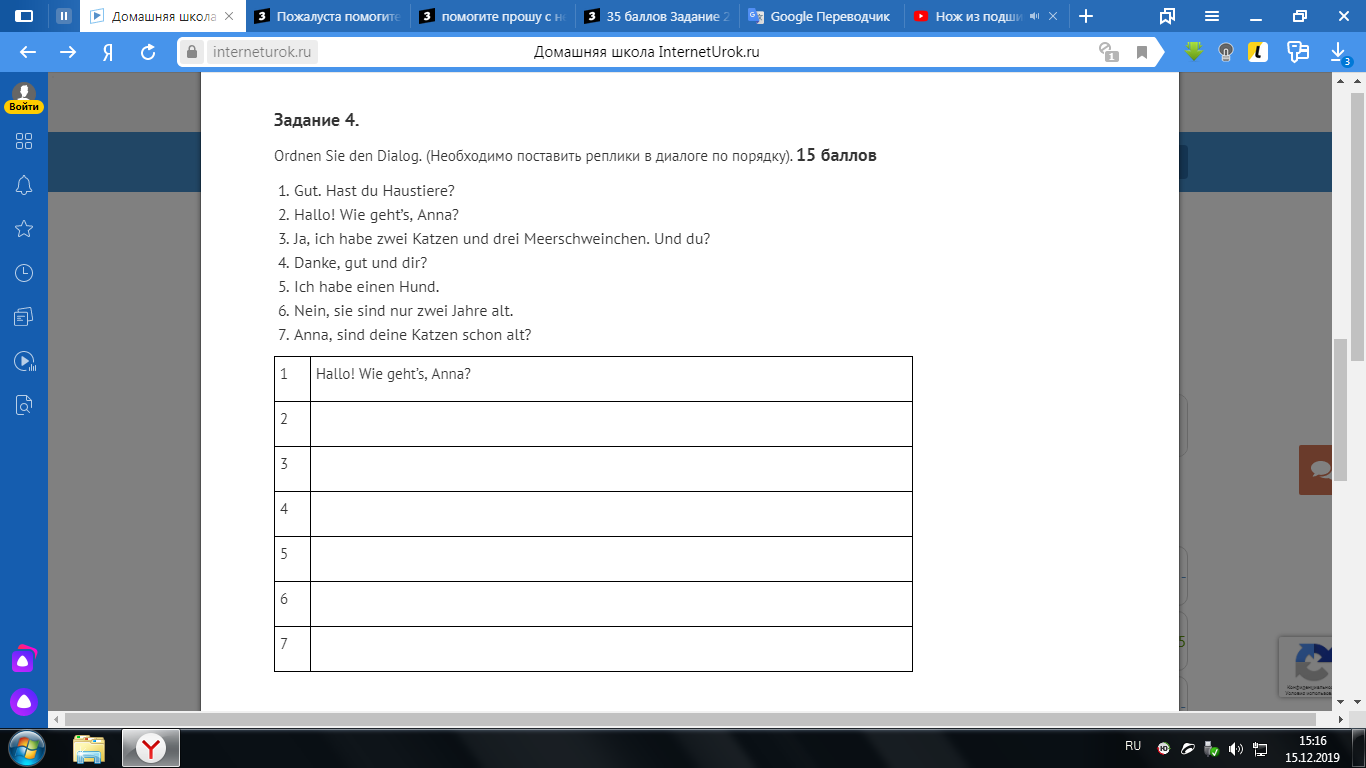 Домашняя школа
Пожалуста помогите
помогите прошу с не
35 баллов Задание 2
Google Переводчик
Нож из подши
Я
interneturok.ru
Домашняя школа InternetUrok.ru
1
L
3
Войти
Задание 4.
Ordnen Sie den Dialog. (Необходимо поставить реплики в диалоге по порядку). 15 баллов
1. Gut. Hast du Haustiere?
2. Hallo! Wie geht's, Anna?
3. Ja, ich habe zwei Katzen und drei Meerschweinchen. Und du?
4. Danke, gut und dir?
5. Ich habe einen Hund.
6. Nein, sie sind nur zwei Jahre alt.
7. Anna, sind deine Katzen schon alt?
1 Hallo! Wie geht's, Anna?
2
3
4
5
6
7
5
RU
15:16
15.12.2019